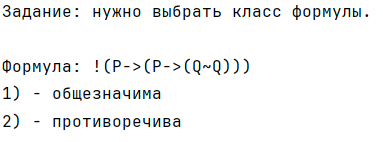 Задание: нужно выбрать класс формулы.
Формула: !(P->(P->(Q~Q)))
1) - общезначима
2) - противоречива